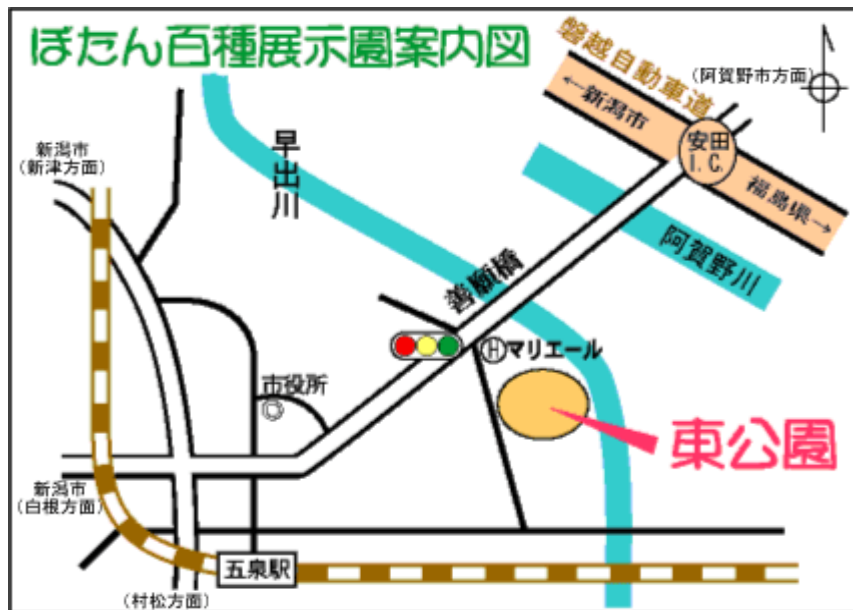 ぼたん百種展示園案内図
磐越自動車道
(阿賀野市方面)
←新潟市
安田
I.C.
福島県→
新潟市
(新津方面)
早出川
阿賀野川
善願橋
Hマリエール
市役所
東公園
新潟市
(白根方面)
五泉駅
(村松方面)